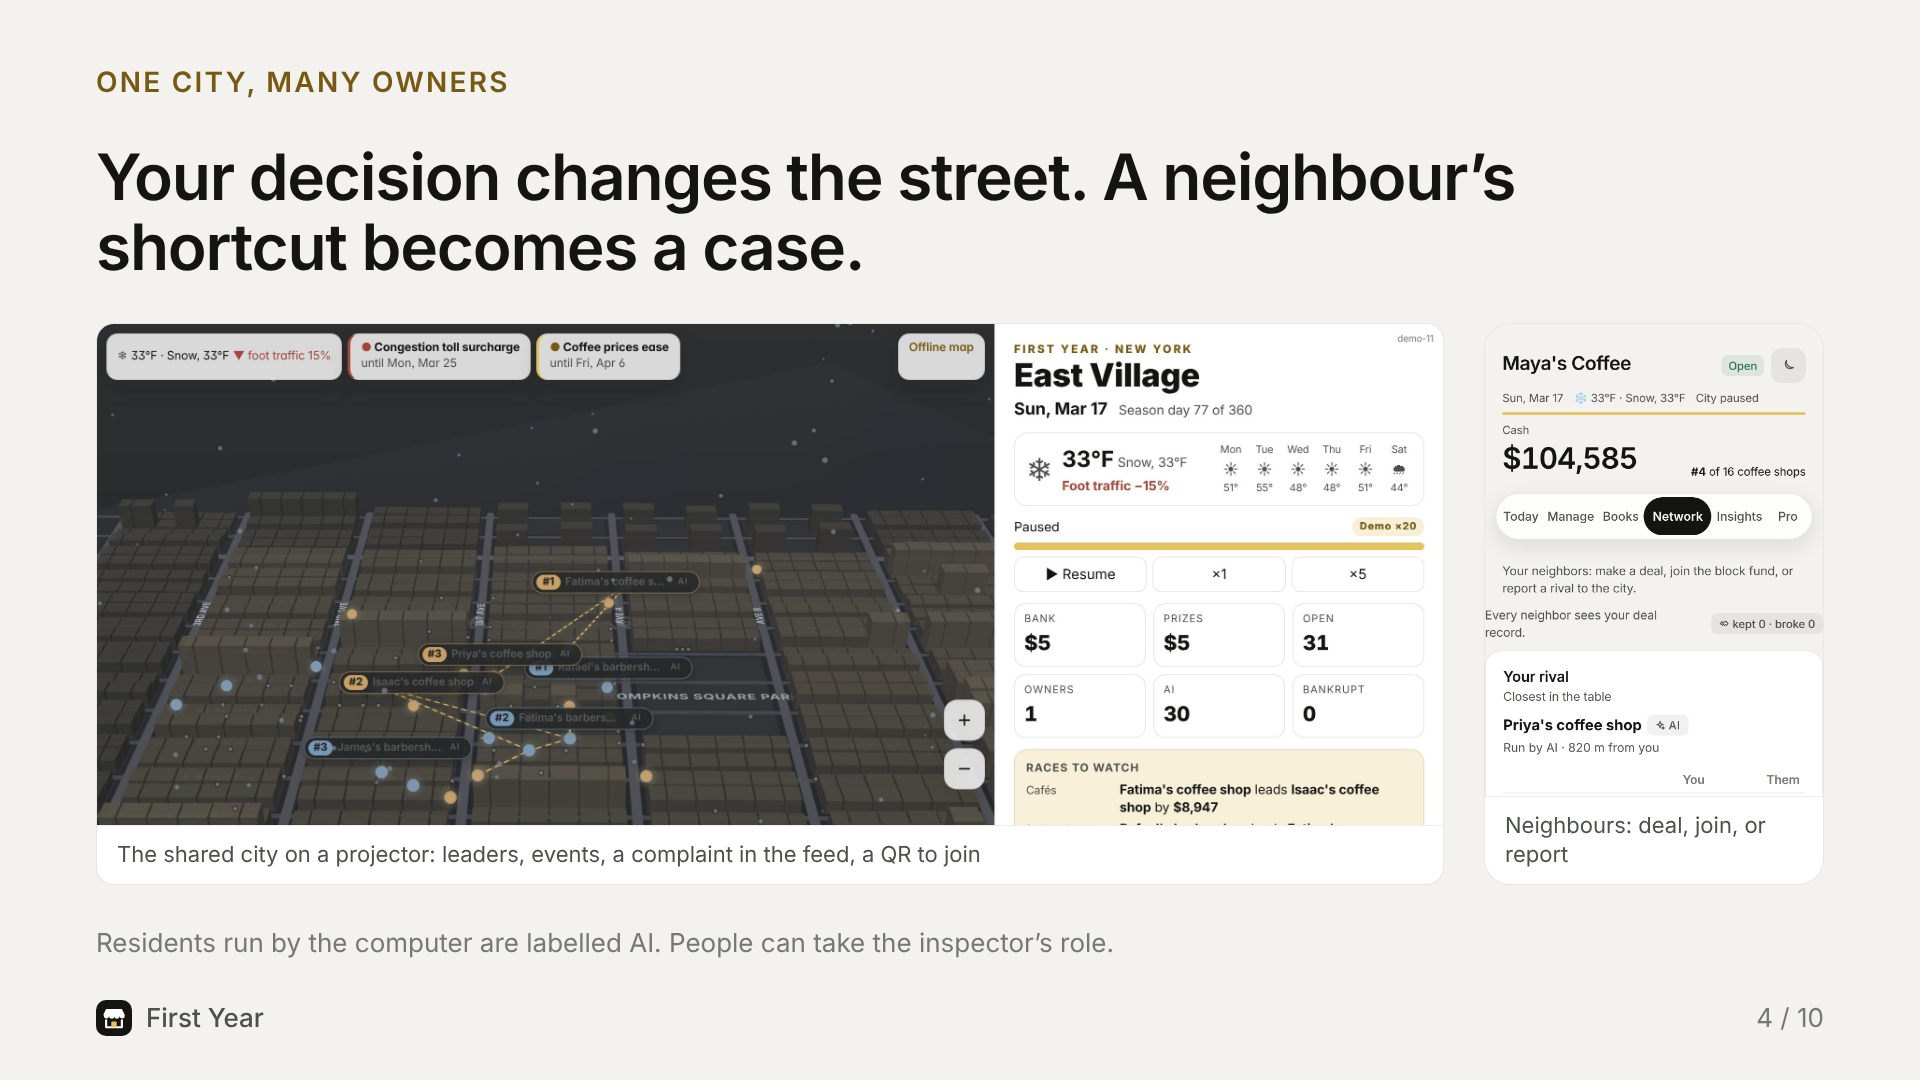 ONE CITY, MANY OWNERS
Your decision changes the street. A neighbour’s
shortcut becomes a case.
❄ 33°F · Snow, 33°F ▼ foot traffic 15%
Congestion toll surcharge
until Mon, Mar 25
Coffee prices ease
until Fri, Apr 6
Offline map
#1 Fatima's coffee s... AI
#3 Priya's coffee shop AI
#1 Rafael's barbersh... AI
#2 Isaac's coffee shop AI
OMPKINS SQUARE PAR
#2 Fatima's barbers... AI
#3 James's barbersh... AI
3RD AVE
1ST AVE
AVE A
AVE B
+
−
demo-11
FIRST YEAR · NEW YORK
East Village
Sun, Mar 17 Season day 77 of 360
33°F Snow, 33°F
Foot traffic −15%
Mon Tue Wed Thu Fri Sat
51° 55° 48° 48° 51° 44°
Paused Demo ×20
▶ Resume ×1 ×5
BANK PRIZES OPEN
$5 $5 31
OWNERS AI BANKRUPT
1 30 0
RACES TO WATCH
Cafés Fatima's coffee shop leads Isaac's coffee
shop by $8,947
The shared city on a projector: leaders, events, a complaint in the feed, a QR to join
Maya's Coffee Open
Sun, Mar 17 ❄ 33°F · Snow, 33°F City paused
Cash
$104,585 #4 of 16 coffee shops
Today Manage Books Network Insights Pro
Your neighbors: make a deal, join the block fund, or
report a rival to the city.
Every neighbor sees your deal
record.
kept 0 · broke 0
Your rival
Closest in the table
Priya's coffee shop AI
Run by AI · 820 m from you
You Them
Neighbours: deal, join, or
report
Residents run by the computer are labelled AI. People can take the inspector’s role.
First Year
4 / 10